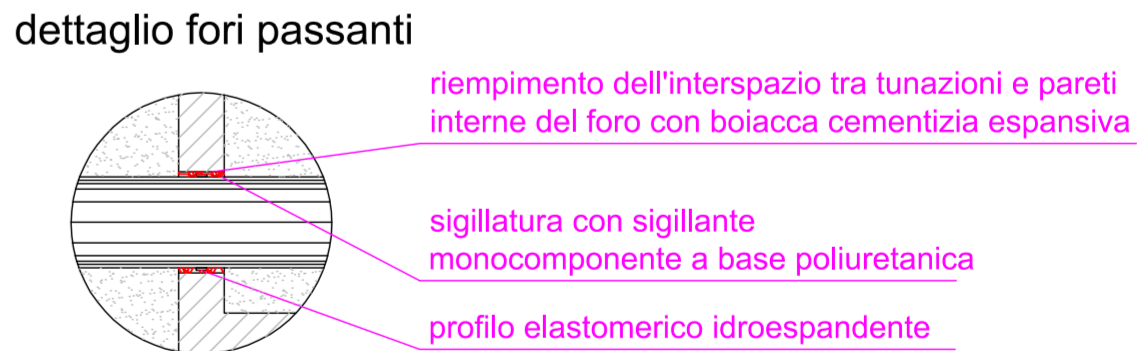 dettaglio fori passanti
riempimento dell'interspazio tra tunazioni e pareti
interne del foro con boiacca cementizia espansiva
sigillatura con sigillante
monocomponente a base poliuretanica
profilo elastomerico idroespandente